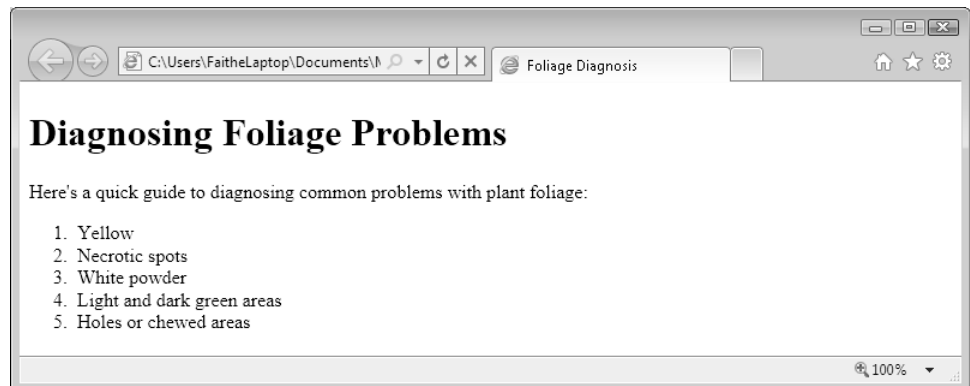 C:\Users\FaitheLaptop\Documents\
Foliage Diagnosis
Diagnosing Foliage Problems
Here's a quick guide to diagnosing common problems with plant foliage:
1. Yellow
2. Necrotic spots
3. White powder
4. Light and dark green areas
5. Holes or chewed areas
100%